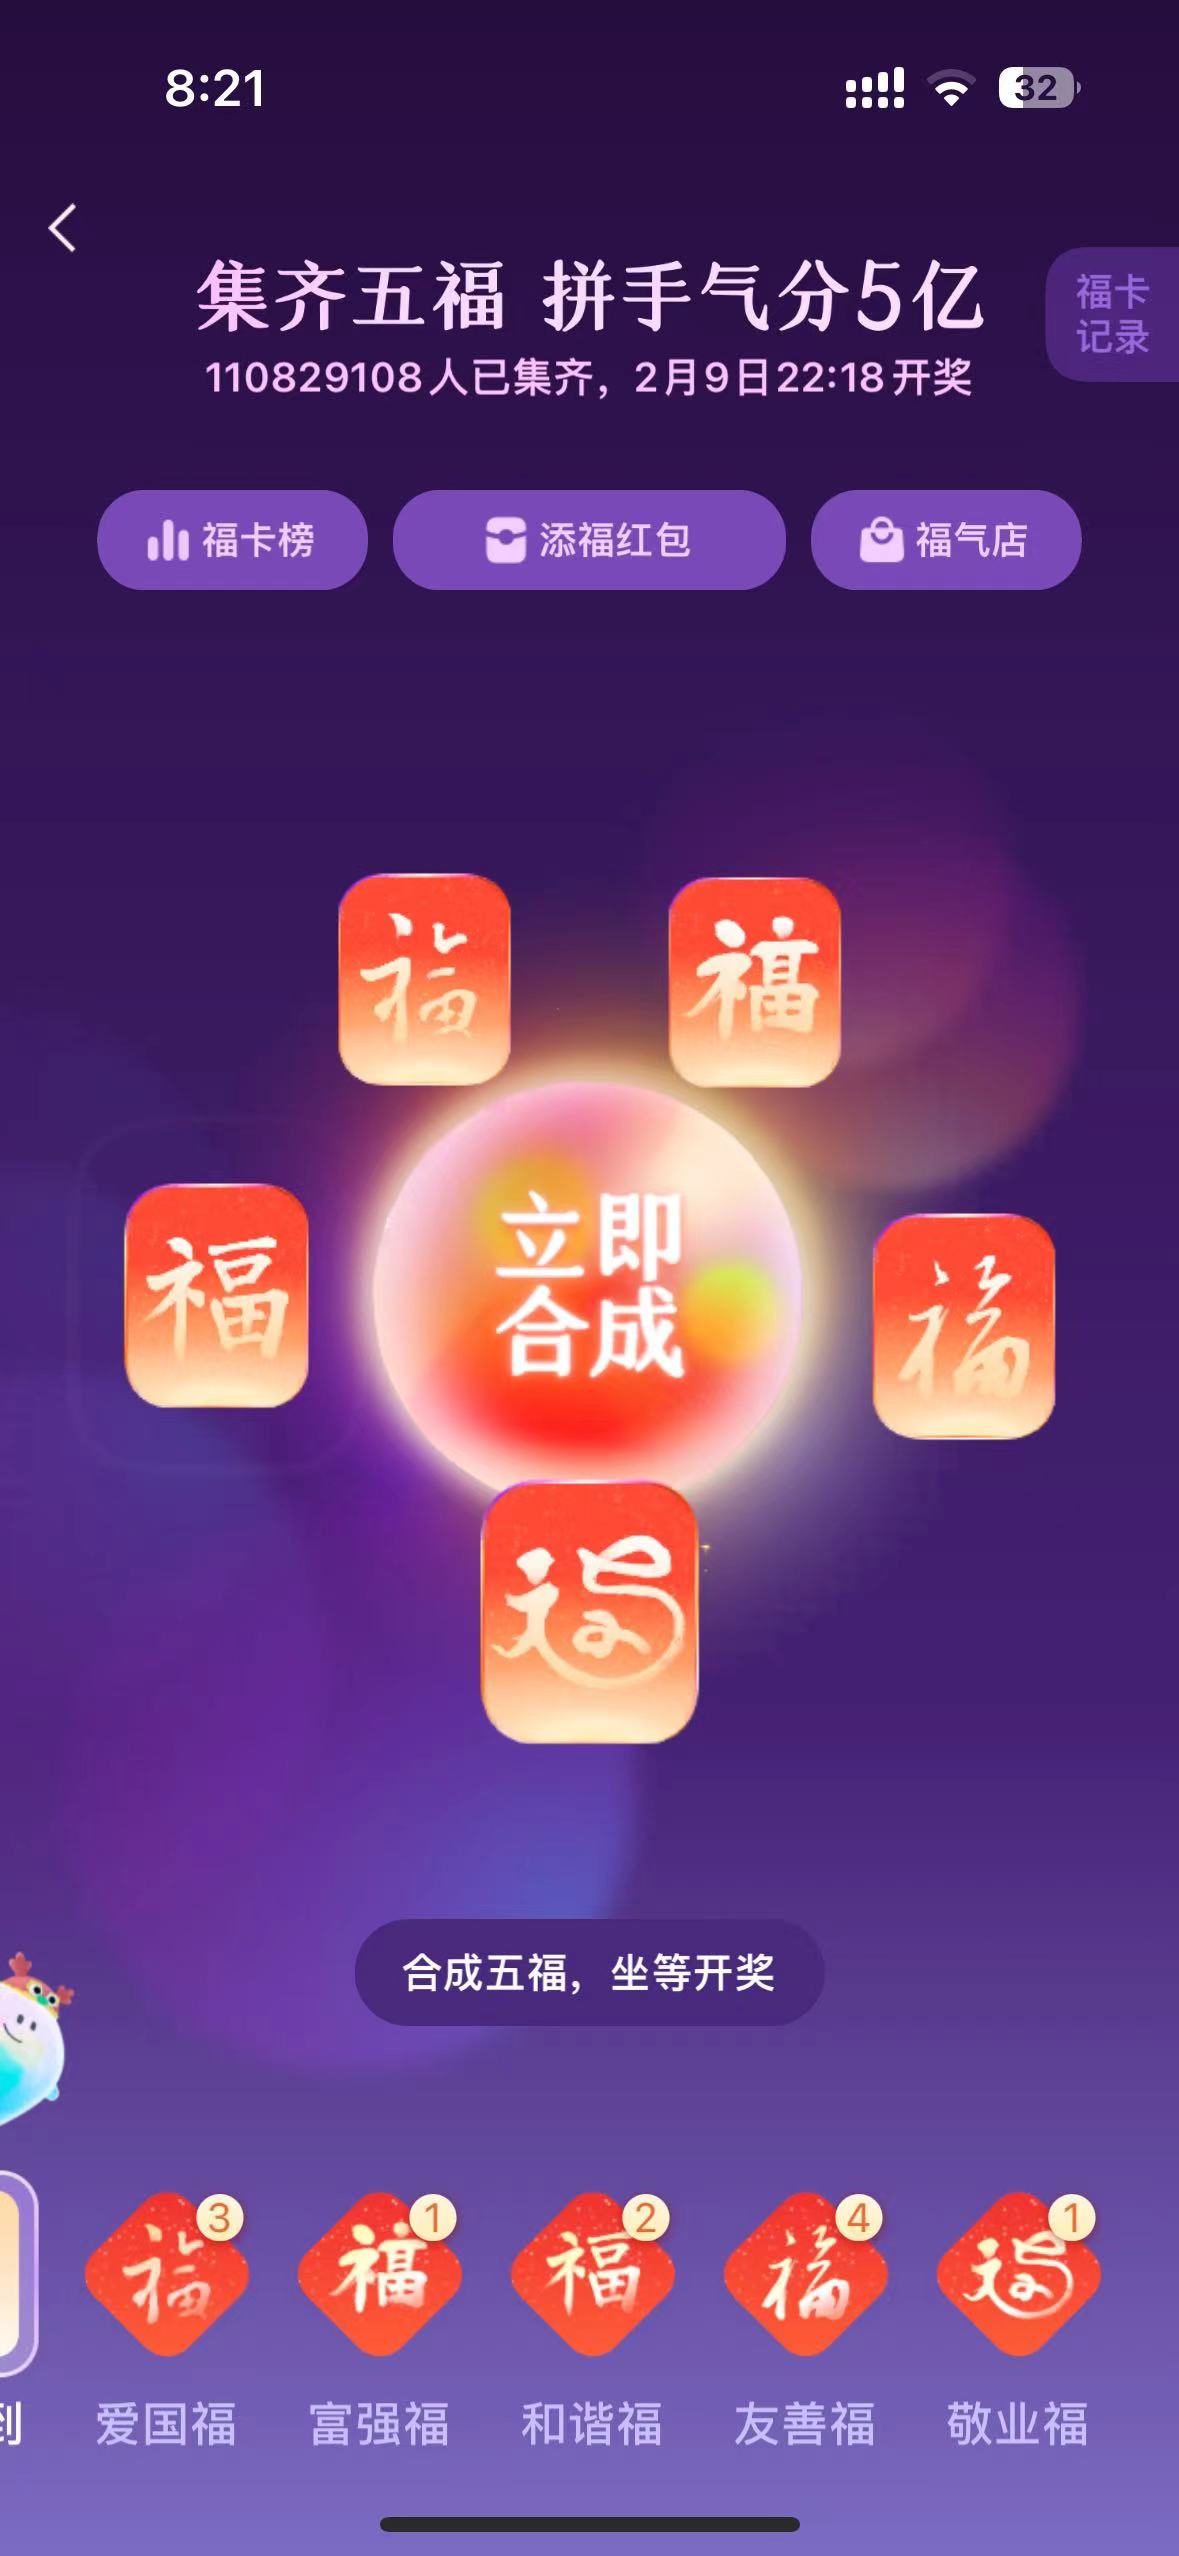 8:21
32
集齐五福 拼手气分5亿
福卡
记录
110829108人已集齐，2月9日22:18开奖
福卡榜
添福红包
福气店
福
福
立即
合成
福
福
福
合成五福，坐等开奖
福 3
福 1
福 2
福 4
福 1
到
爱国福
富强福
和谐福
友善福
敬业福